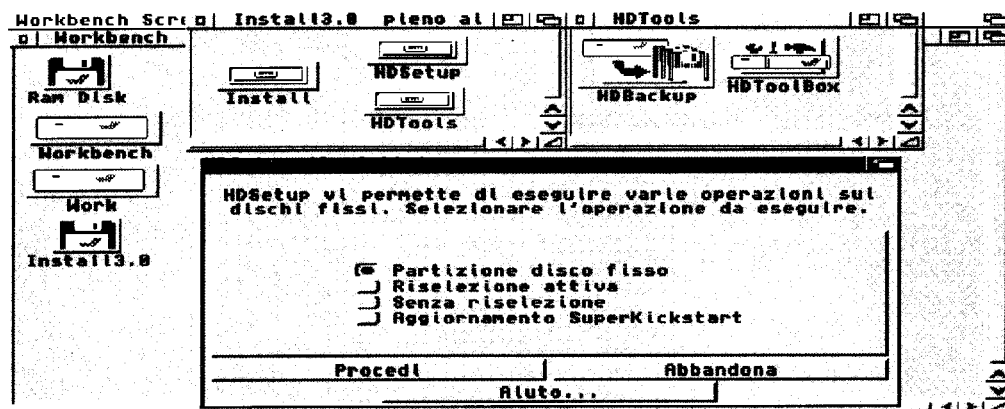 Workbench Scr
Install3.0 pleno al
HDTools
Workbench
Ram Disk
Workbench
Work
Install3.0
Install
HDSetup
HDTools
HDBackup
HDToolBox
HDSetup vi permette di eseguire varie operazioni sui
dischi fissi. Selezionare l'operazione da eseguire.
Partizione disco fisso
Riselezione attiva
Senza riselezione
Aggiornamento SuperKickstart
Procedi
Abbandona
Aiuto...